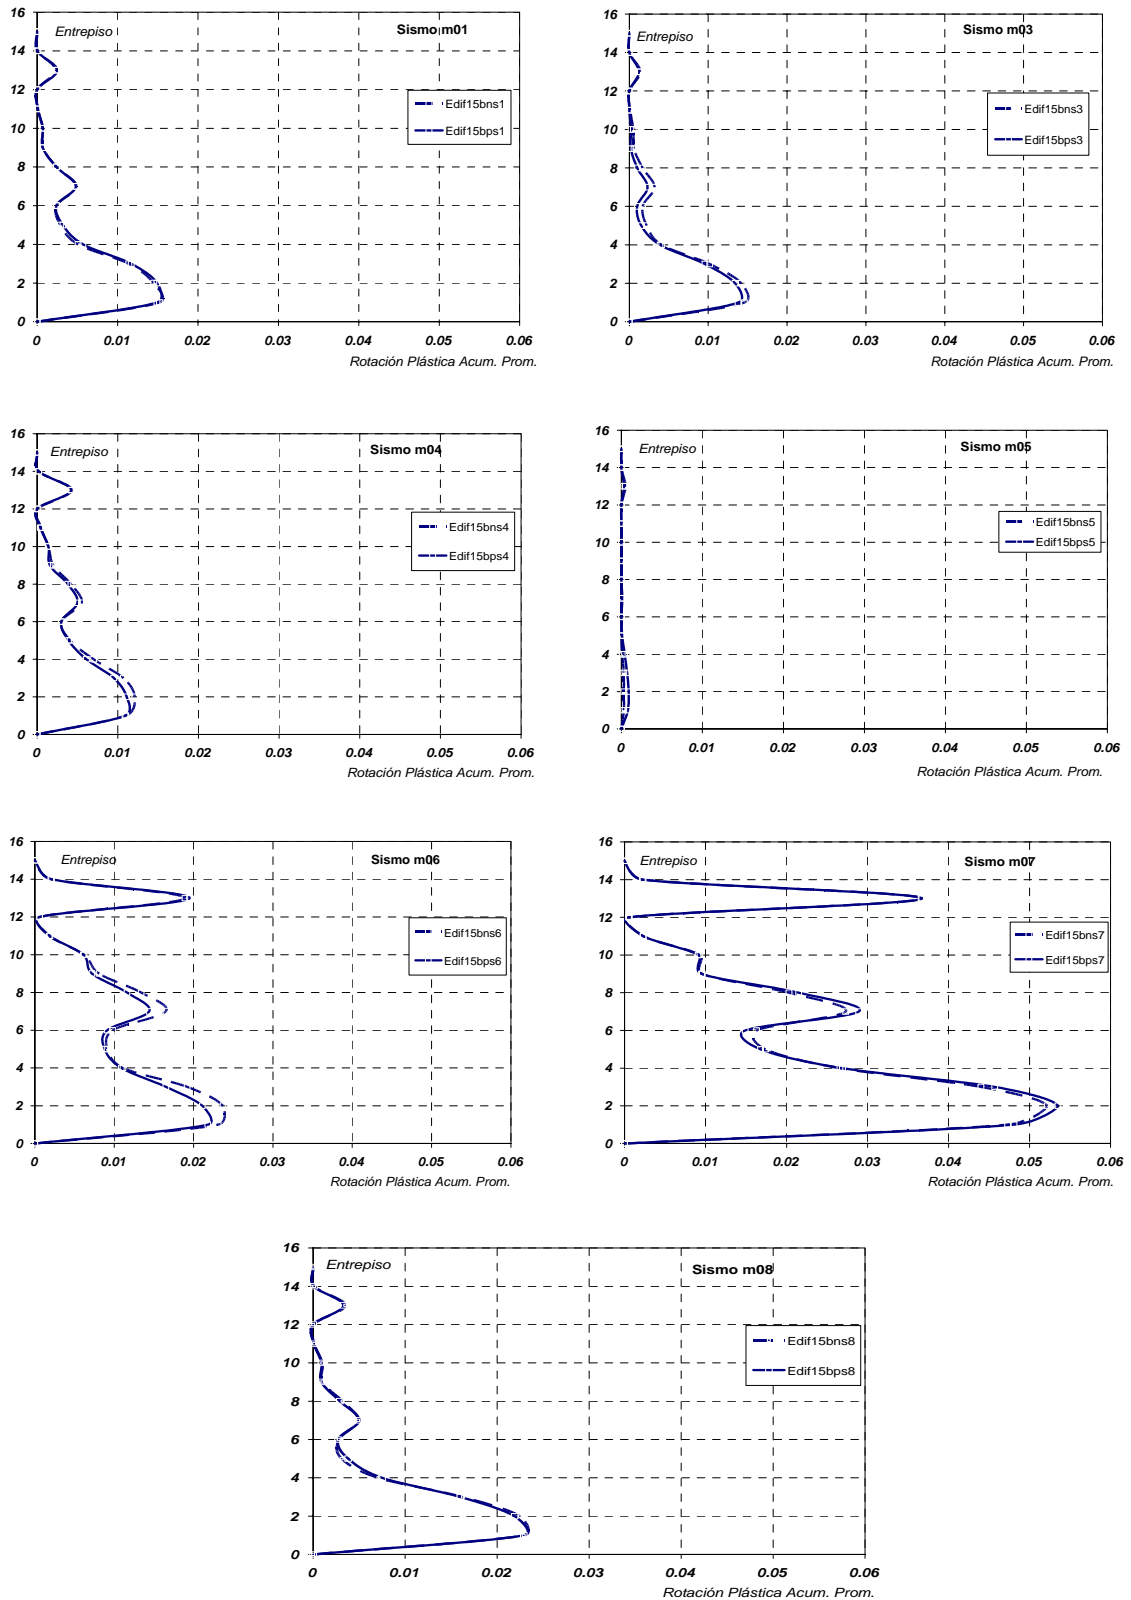 Entrepiso
Sismo m01
16
14
12
10
8
6
4
2
0
Edif15bns1
Edif15bps1
0 0.01 0.02 0.03 0.04 0.05 0.06
Rotación Plástica Acum. Prom.
Entrepiso
Sismo m03
16
14
12
10
8
6
4
2
0
Edif15bns3
Edif15bps3
0 0.01 0.02 0.03 0.04 0.05 0.06
Rotación Plástica Acum. Prom.
Entrepiso
Sismo m04
16
14
12
10
8
6
4
2
0
Edif15bns4
Edif15bps4
0 0.01 0.02 0.03 0.04 0.05 0.06
Rotación Plástica Acum. Prom.
Entrepiso
Sismo m05
16
14
12
10
8
6
4
2
0
Edif15bns5
Edif15bps5
0 0.01 0.02 0.03 0.04 0.05 0.06
Rotación Plástica Acum. Prom.
Entrepiso
Sismo m06
16
14
12
10
8
6
4
2
0
Edif15bns6
Edif15bps6
0 0.01 0.02 0.03 0.04 0.05 0.06
Rotación Plástica Acum. Prom.
Entrepiso
Sismo m07
16
14
12
10
8
6
4
2
0
Edif15bns7
Edif15bps7
0 0.01 0.02 0.03 0.04 0.05 0.06
Rotación Plástica Acum. Prom.
Entrepiso
Sismo m08
16
14
12
10
8
6
4
2
0
Edif15bns8
Edif15bps8
0 0.01 0.02 0.03 0.04 0.05 0.06
Rotación Plástica Acum. Prom.